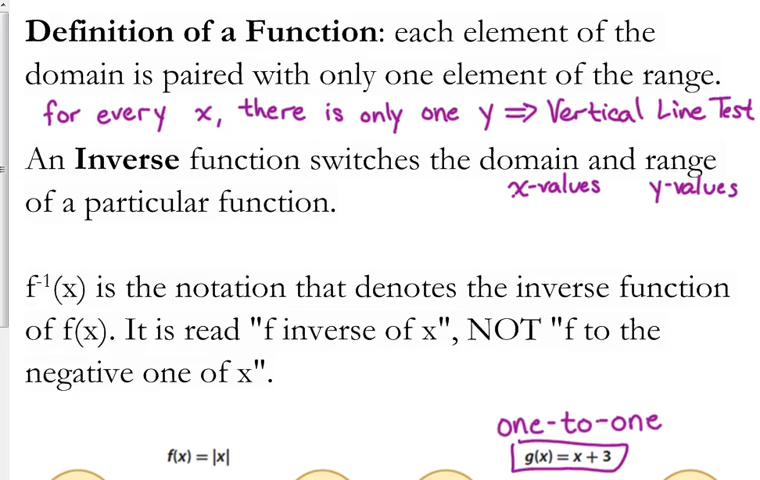 Definition of a Function: each element of the
domain is paired with only one element of the range.
for every x, there is only one y ⇒ Vertical Line Test
An Inverse function switches the domain and range
x-values y-values
of a particular function.
f⁻¹(x) is the notation that denotes the inverse function
of f(x). It is read "f inverse of x", NOT "f to the
negative one of x".
one-to-one
f(x) = |x| g(x) = x + 3